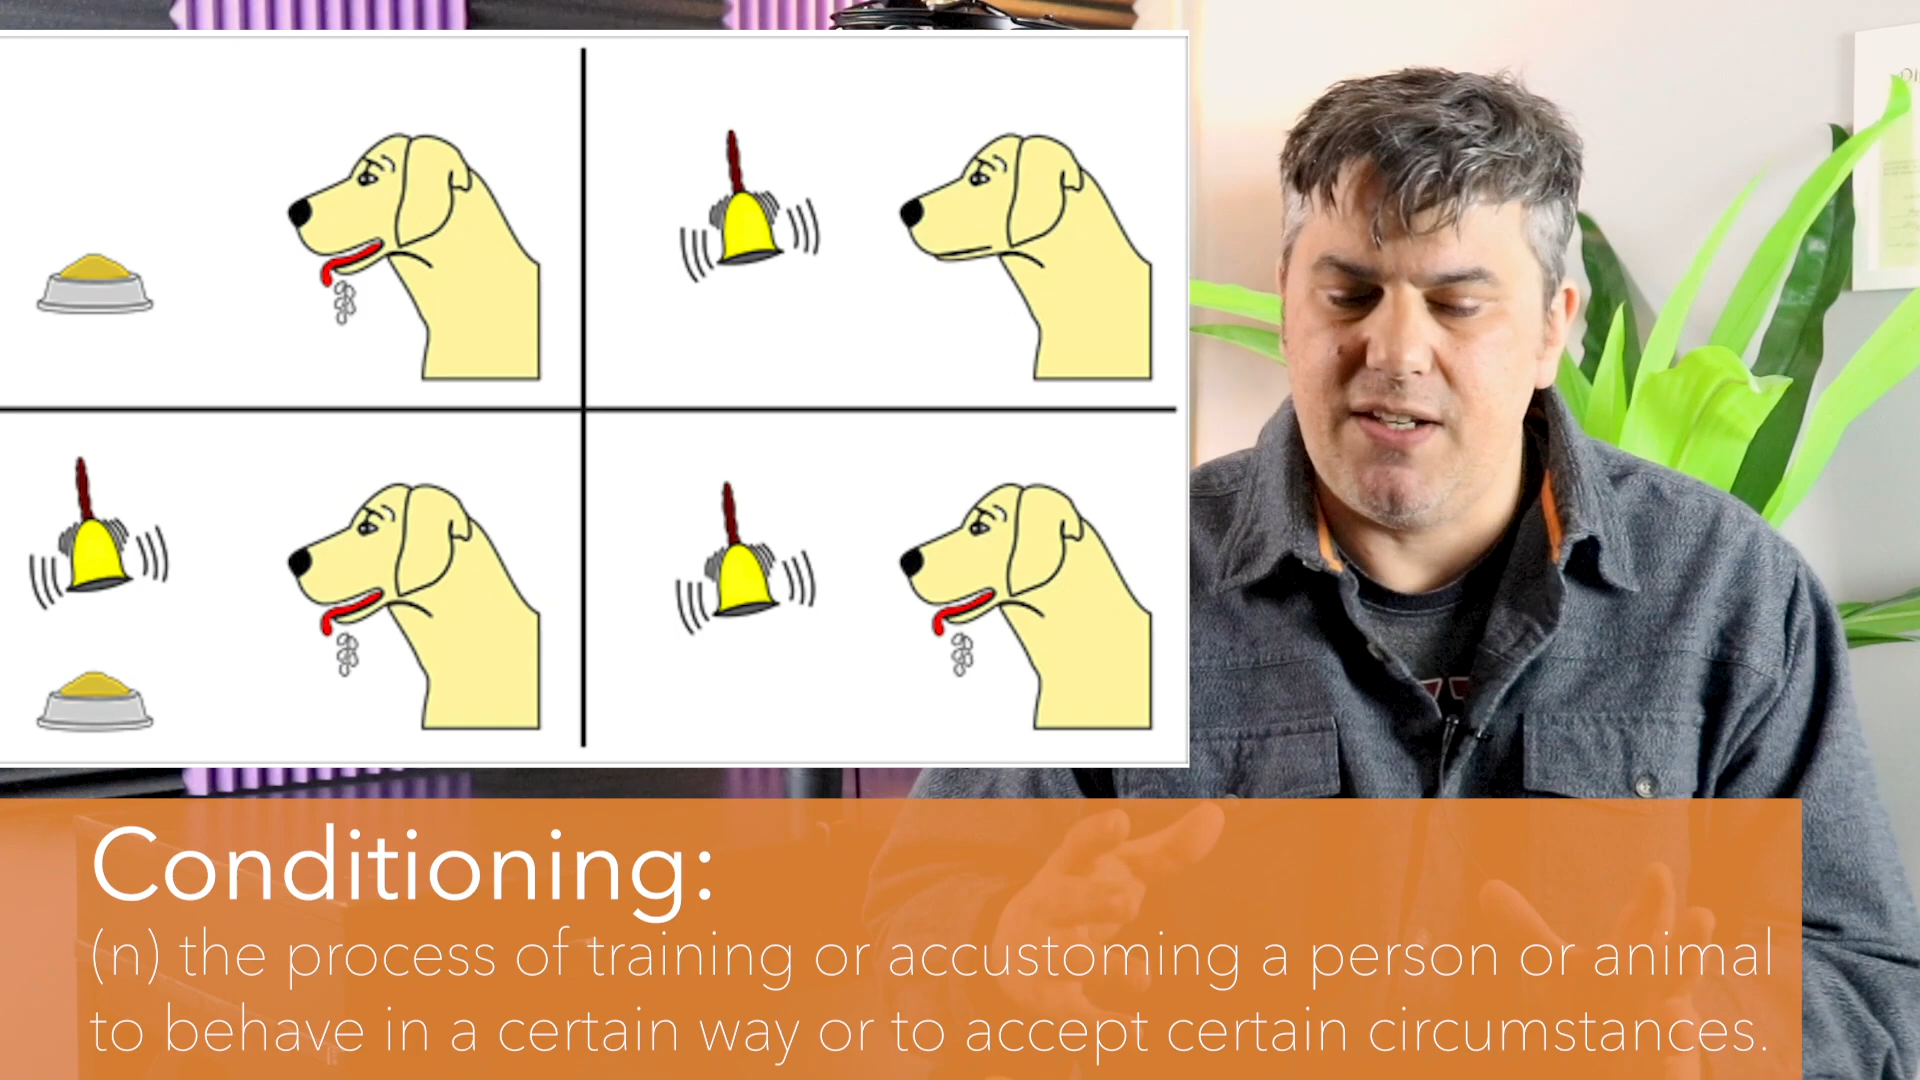 Conditioning:
(n) the process of training or accustoming a person or animal
to behave in a certain way or to accept certain circumstances.